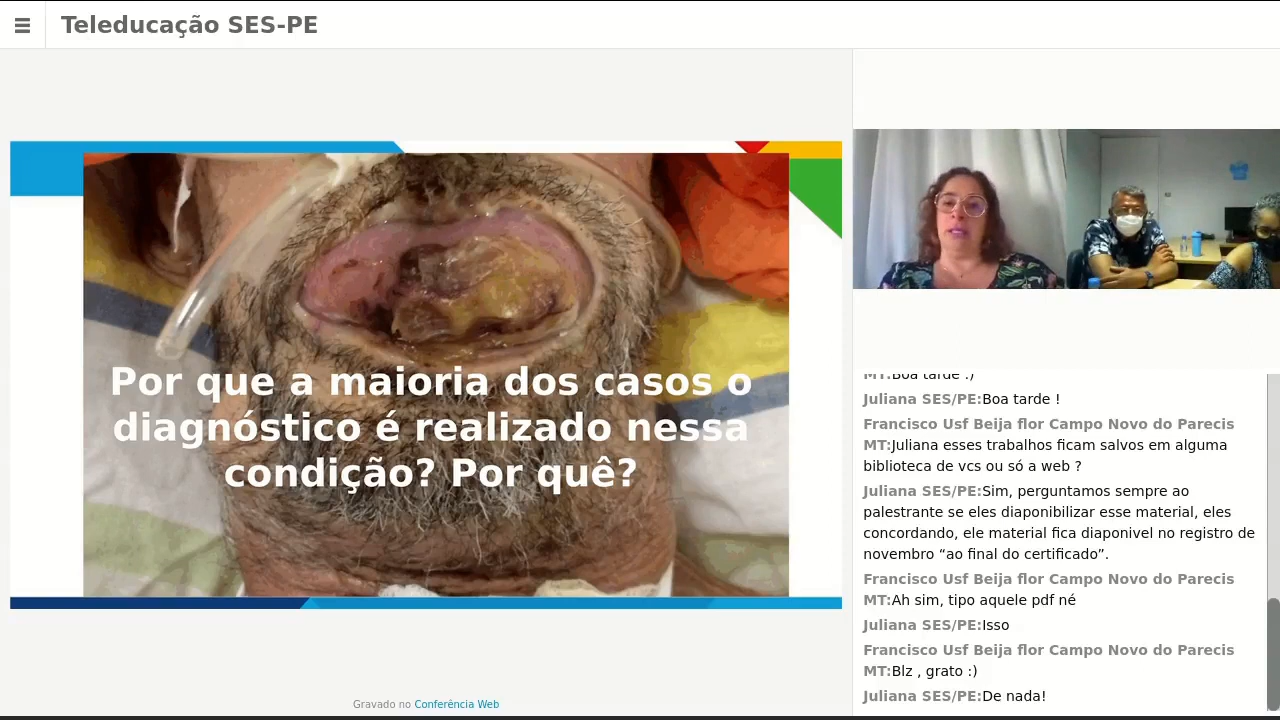 Teleducação SES-PE
Por que a maioria dos casos o
diagnóstico é realizado nessa
condição? Por quê?
MT:Boa tarde :)
Juliana SES/PE:Boa tarde !
Francisco Usf Beija flor Campo Novo do Parecis
MT:Juliana esses trabalhos ficam salvos em alguma
biblioteca de vcs ou só a web ?
Juliana SES/PE:Sim, perguntamos sempre ao
palestrante se eles diaponibilizar esse material, eles
concordando, ele material fica diaponivel no registro de
novembro “ao final do certificado”.
Francisco Usf Beija flor Campo Novo do Parecis
MT:Ah sim, tipo aquele pdf né
Juliana SES/PE:Isso
Francisco Usf Beija flor Campo Novo do Parecis
MT:Blz , grato :)
Juliana SES/PE:De nada!
Gravado no Conferência Web